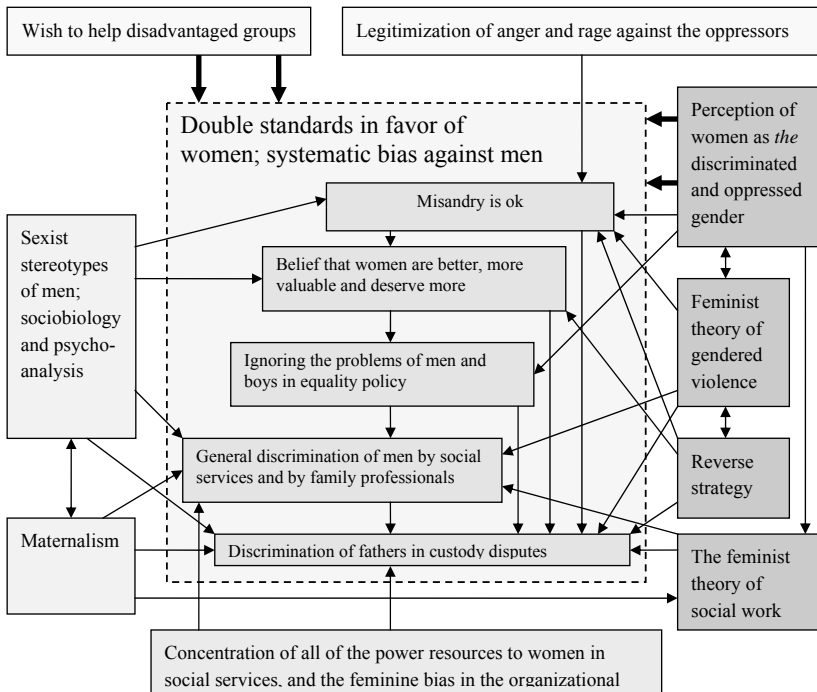 Wish to help disadvantaged groups
Legitimization of anger and rage against the oppressors
Double standards in favor of
women; systematic bias against men
Perception of
women as the
discriminated
and oppressed
gender
Misandry is ok
Sexist
stereotypes
of men;
sociobiology
and psycho-
analysis
Belief that women are better, more
valuable and deserve more
Feminist
theory of
gendered
violence
Ignoring the problems of men and
boys in equality policy
General discrimination of men by social
services and by family professionals
Reverse
strategy
Maternalism
Discrimination of fathers in custody disputes
The feminist
theory of
social work
Concentration of all of the power resources to women in
social services, and the feminine bias in the organizational